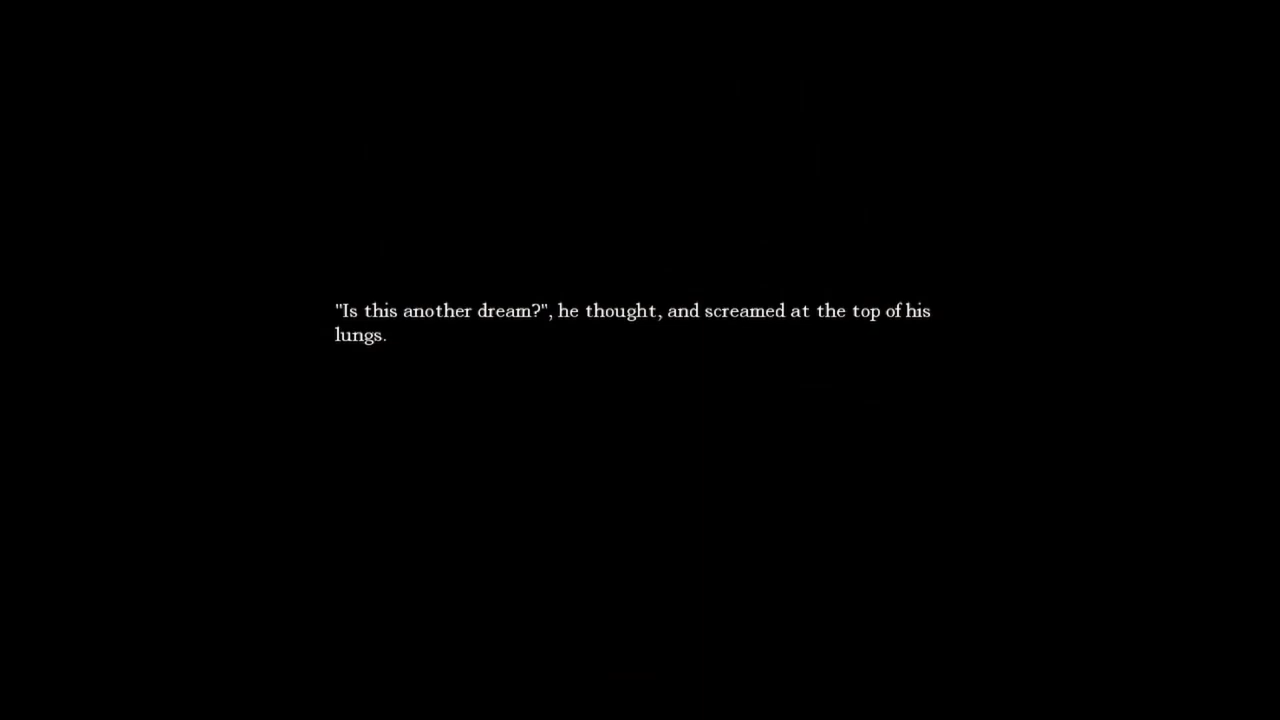 "Is this another dream?", he thought, and screamed at the top of his
lungs.